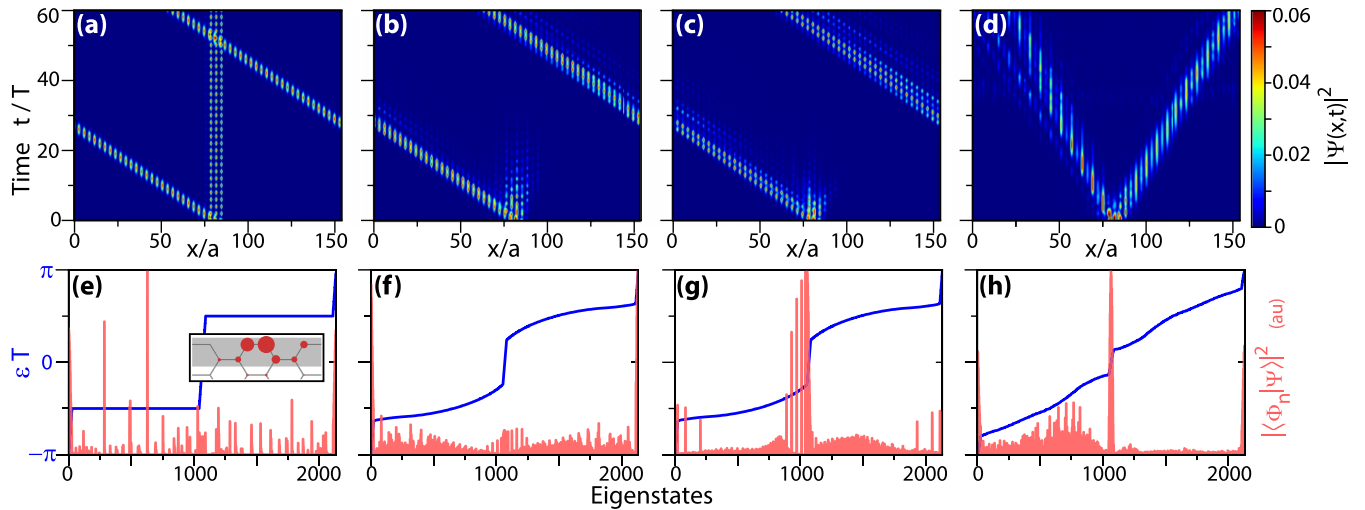 (a) (b) (c) (d)
60 40 20 0
Time t / T
0 50 100 150 0 50 100 150 0 50 100 150 0 50 100 150
x/a x/a x/a x/a
0.06 0.04 0.02 0
|Ψ(x,t)|²
(e) (f) (g) (h)
π 0 −π
ε T
0 1000 2000 0 1000 2000 0 1000 2000 0 1000 2000
|⟨Φₙ|Ψ⟩|² (au)
Eigenstates